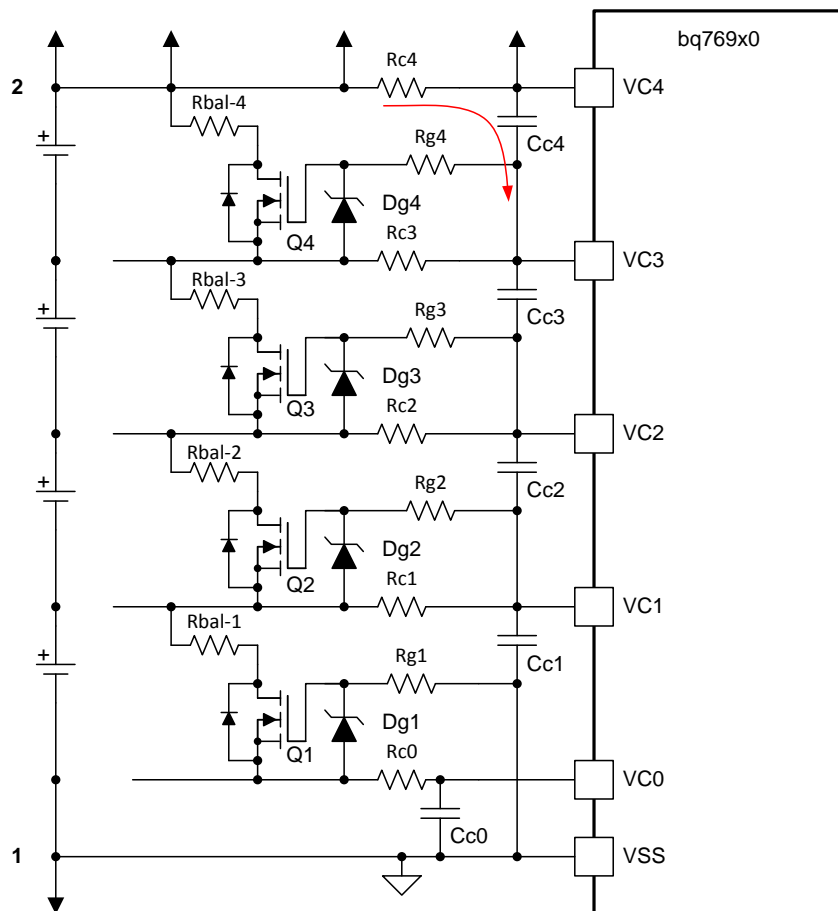 bq769x0
2
Rc4
VC4
Rbal-4
+
Cc4
Rg4
Dg4
Q4
Rc3
VC3
Rbal-3
+
Cc3
Rg3
Dg3
Q3
Rc2
VC2
Rbal-2
+
Cc2
Rg2
Dg2
Q2
Rc1
VC1
Rbal-1
+
Cc1
Rg1
Dg1
Q1
Rc0
VC0
Cc0
1
VSS